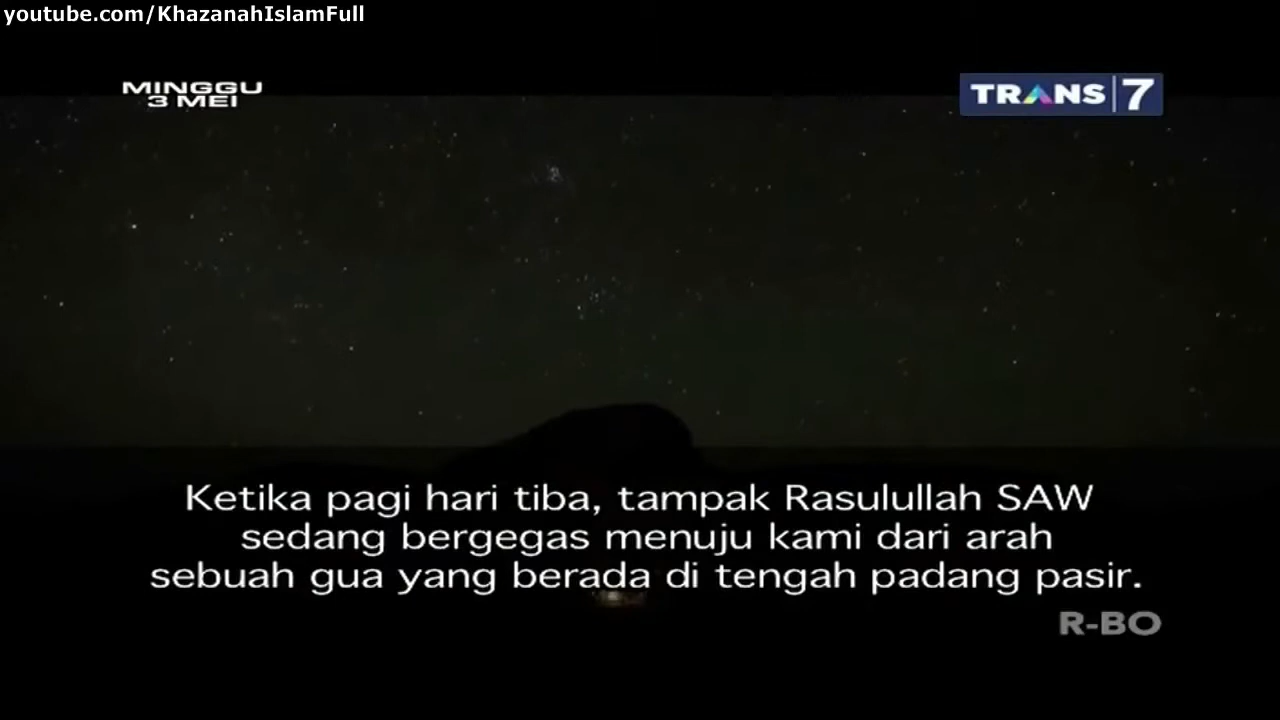 youtube.com/KhazanahIslamFull
MINGGU
3 MEI
TRANS 7
Ketika pagi hari tiba, tampak Rasulullah SAW
sedang bergegas menuju kami dari arah
sebuah gua yang berada di tengah padang pasir.
R-BO